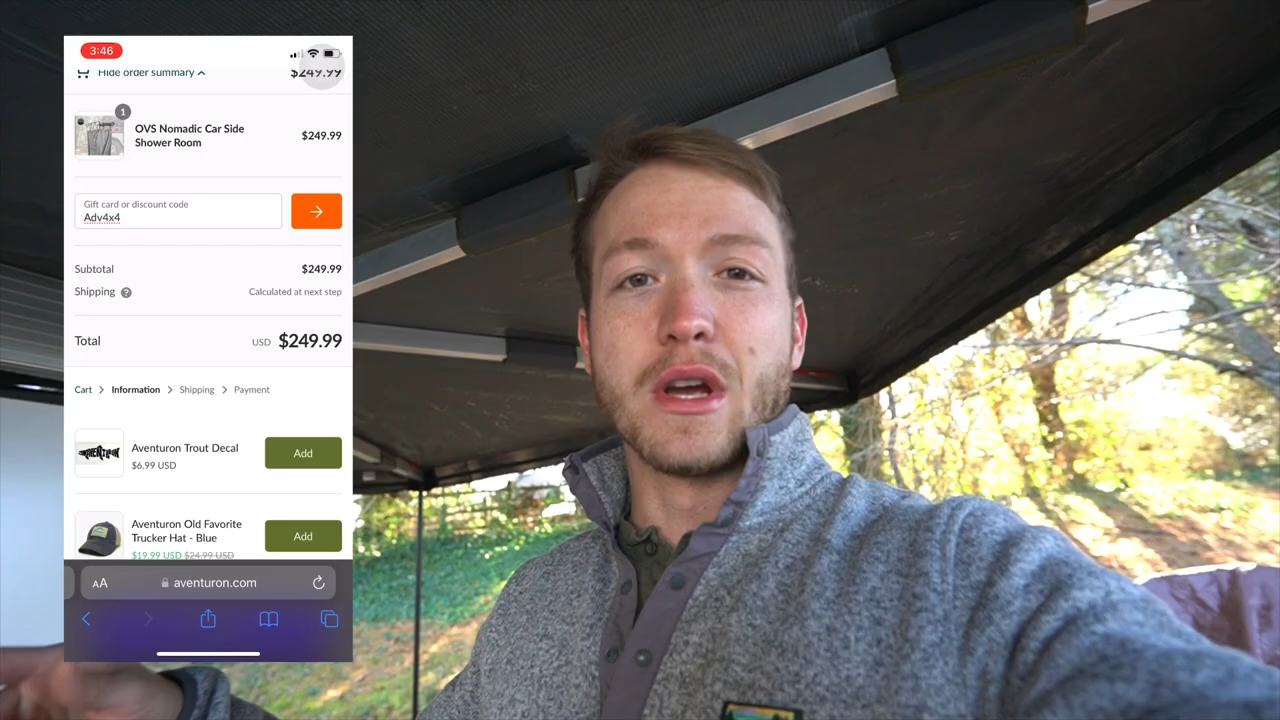 3:46
Hide order summary
$249.99
1
OVS Nomadic Car Side
Shower Room
$249.99
Gift card or discount code
Adv4x4
Subtotal
$249.99
Shipping ?
Calculated at next step
Total
USD $249.99
Cart > Information > Shipping > Payment
Aventuron Trout Decal
$6.99 USD
Add
Aventuron Old Favorite
Trucker Hat - Blue
$19.99 USD $24.99 USD
Add
AA
aventuron.com